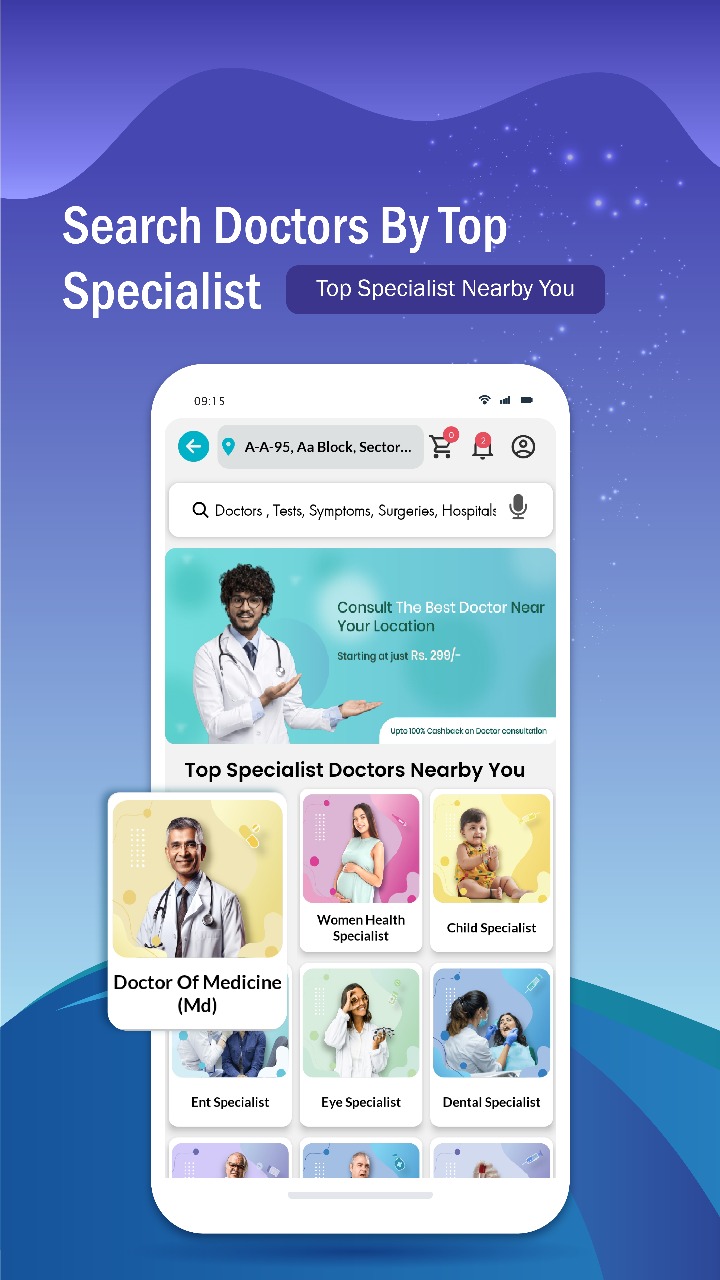 Search Doctors By Top
Specialist
Top Specialist Nearby You
09:15
A-A-95, Aa Block, Sector...
0
2
Doctors , Tests, Symptoms, Surgeries, Hospitals
Consult The Best Doctor Near
Your Location
Starting at just Rs. 299/-
Upto 100% Cashback on Doctor consultation
Top Specialist Doctors Nearby You
Doctor Of Medicine
(Md)
Women Health
Specialist
Child Specialist
Ent Specialist
Eye Specialist
Dental Specialist